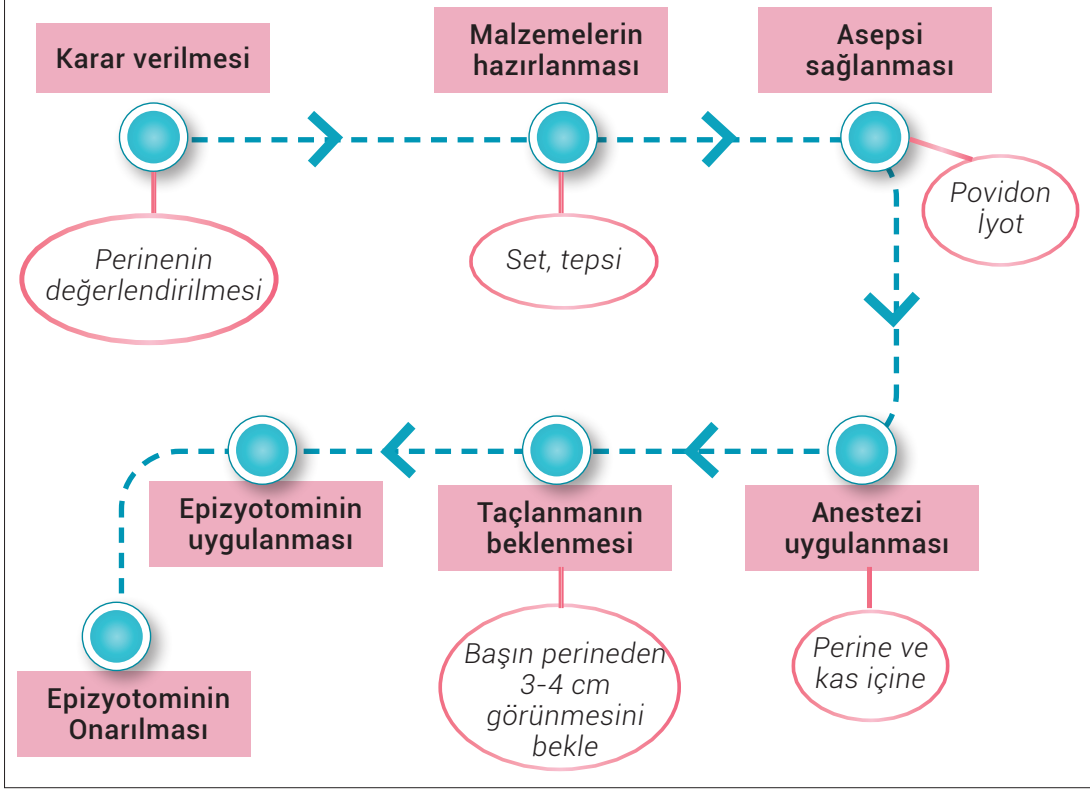 Karar verilmesi
Perinenin
değerlendirilmesi
Malzemelerin
hazırlanması
Set, tepsi
Asepsi
sağlanması
Povidon
İyot
Anestezi
uygulanması
Perine ve
kas içine
Taçlanmanın
beklenmesi
Başın perineden
3-4 cm
görünmesini
bekle
Epizyotominin
uygulanması
Epizyotominin
Onarılması